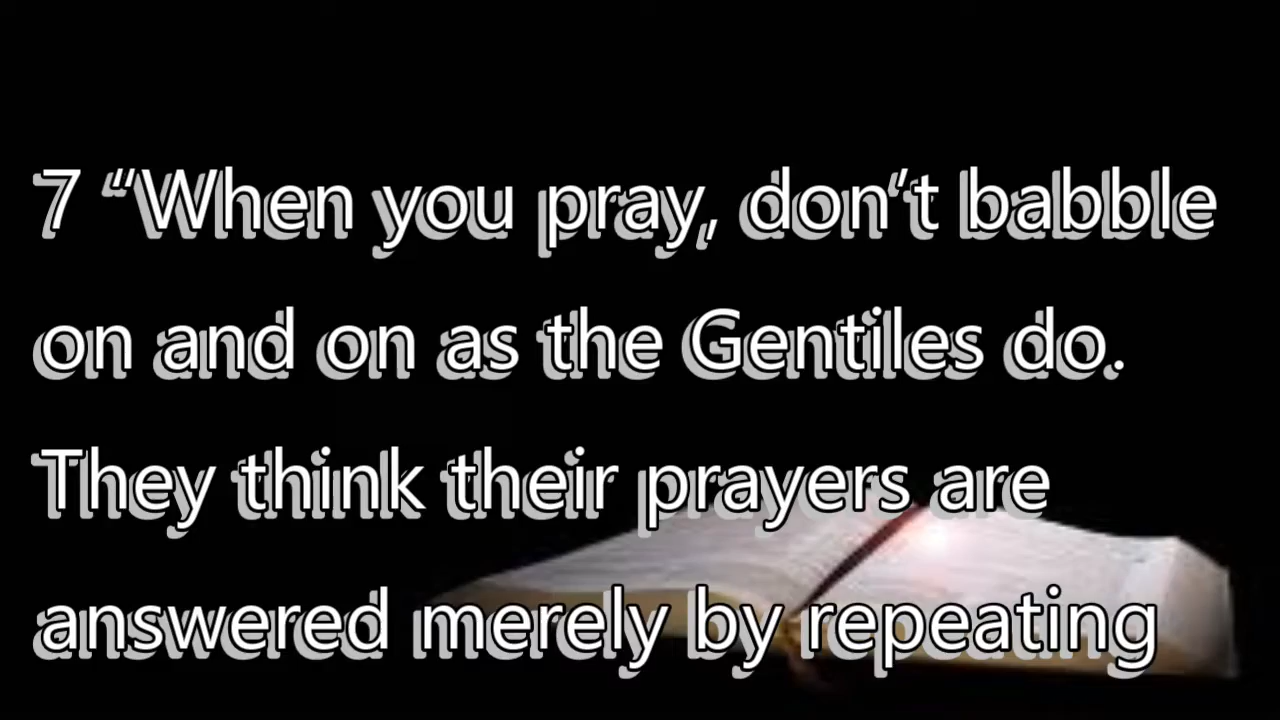 7 “When you pray, don’t babble
on and on as the Gentiles do.
They think their prayers are
answered merely by repeating